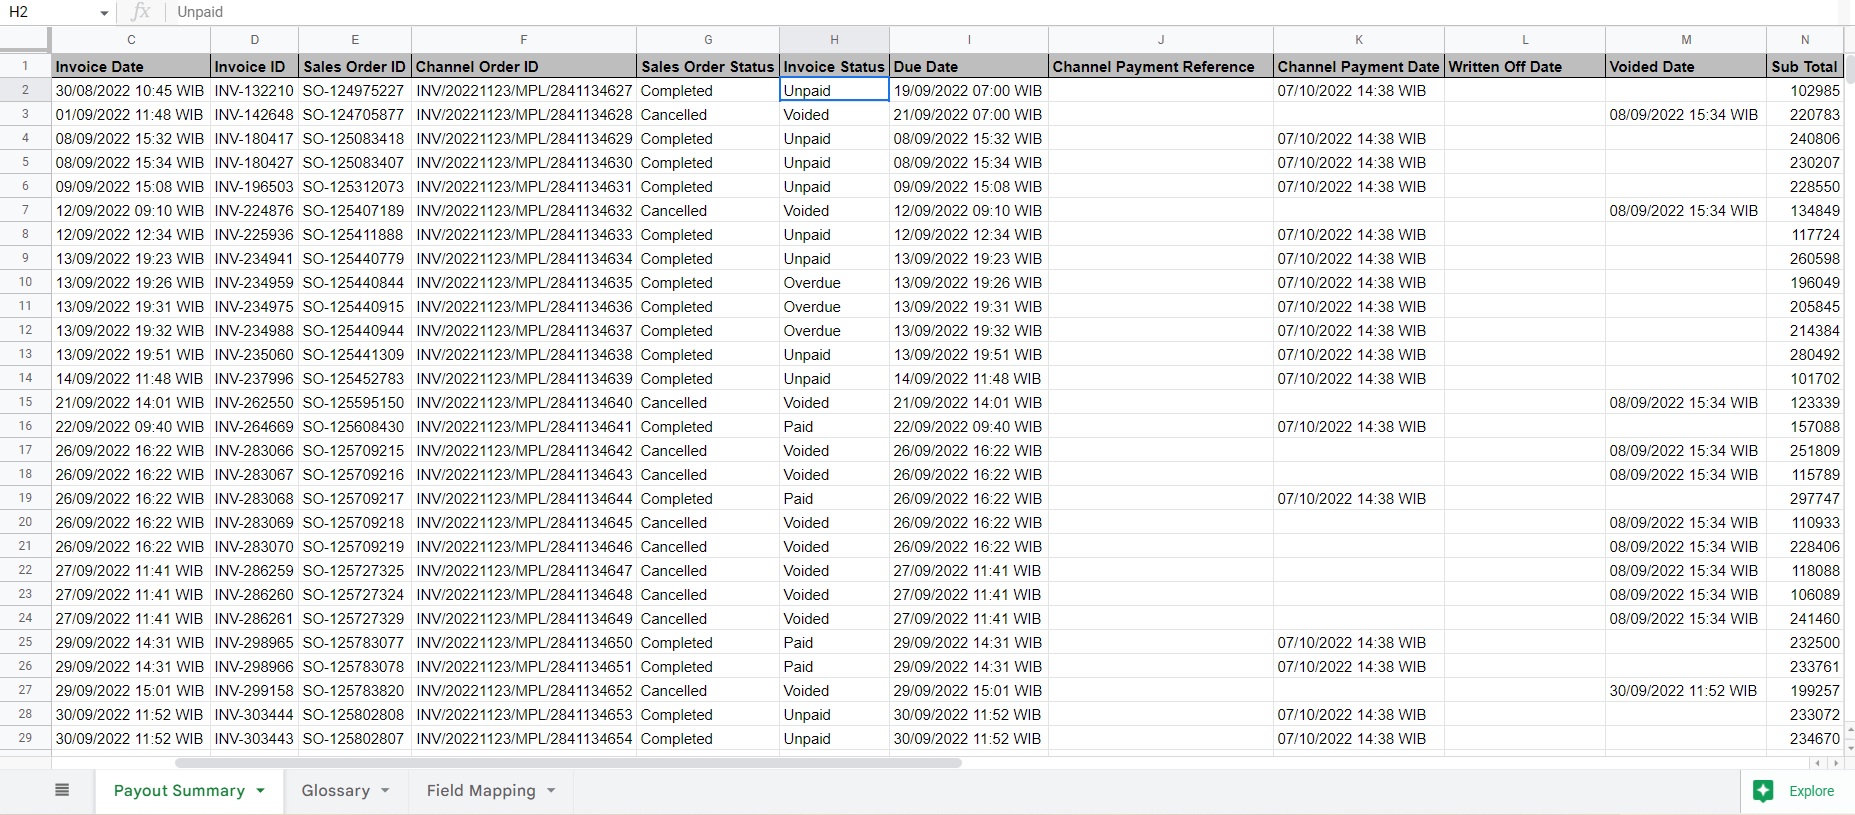 H2 fx Unpaid
C D E F G H I J K L M N
1 Invoice Date Invoice ID Sales Order ID Channel Order ID Sales Order Status Invoice Status Due Date Channel Payment Reference Channel Payment Date Written Off Date Voided Date Sub Total
2 30/08/2022 10:45 WIB INV-132210 SO-124975227 INV/20221123/MPL/2841134627 Completed Unpaid 19/09/2022 07:00 WIB 07/10/2022 14:38 WIB 102985
3 01/09/2022 11:48 WIB INV-142648 SO-124705877 INV/20221123/MPL/2841134628 Cancelled Voided 21/09/2022 07:00 WIB 08/09/2022 15:34 WIB 220783
4 08/09/2022 15:32 WIB INV-180417 SO-125083418 INV/20221123/MPL/2841134629 Completed Unpaid 08/09/2022 15:32 WIB 07/10/2022 14:38 WIB 240806
5 08/09/2022 15:34 WIB INV-180427 SO-125083407 INV/20221123/MPL/2841134630 Completed Unpaid 08/09/2022 15:34 WIB 07/10/2022 14:38 WIB 230207
6 09/09/2022 15:08 WIB INV-196503 SO-125312073 INV/20221123/MPL/2841134631 Completed Unpaid 09/09/2022 15:08 WIB 07/10/2022 14:38 WIB 228550
7 12/09/2022 09:10 WIB INV-224876 SO-125407189 INV/20221123/MPL/2841134632 Cancelled Voided 12/09/2022 09:10 WIB 08/09/2022 15:34 WIB 134849
8 12/09/2022 12:34 WIB INV-225936 SO-125411888 INV/20221123/MPL/2841134633 Completed Unpaid 12/09/2022 12:34 WIB 07/10/2022 14:38 WIB 117724
9 13/09/2022 19:23 WIB INV-234941 SO-125440779 INV/20221123/MPL/2841134634 Completed Unpaid 13/09/2022 19:23 WIB 07/10/2022 14:38 WIB 260598
10 13/09/2022 19:26 WIB INV-234959 SO-125440844 INV/20221123/MPL/2841134635 Completed Overdue 13/09/2022 19:26 WIB 07/10/2022 14:38 WIB 196049
11 13/09/2022 19:31 WIB INV-234975 SO-125440915 INV/20221123/MPL/2841134636 Completed Overdue 13/09/2022 19:31 WIB 07/10/2022 14:38 WIB 205845
12 13/09/2022 19:32 WIB INV-234988 SO-125440944 INV/20221123/MPL/2841134637 Completed Overdue 13/09/2022 19:32 WIB 07/10/2022 14:38 WIB 214384
13 13/09/2022 19:51 WIB INV-235060 SO-125441309 INV/20221123/MPL/2841134638 Completed Unpaid 13/09/2022 19:51 WIB 07/10/2022 14:38 WIB 280492
14 14/09/2022 11:48 WIB INV-237996 SO-125452783 INV/20221123/MPL/2841134639 Completed Unpaid 14/09/2022 11:48 WIB 07/10/2022 14:38 WIB 101702
15 21/09/2022 14:01 WIB INV-262550 SO-125595150 INV/20221123/MPL/2841134640 Cancelled Voided 21/09/2022 14:01 WIB 08/09/2022 15:34 WIB 123339
16 22/09/2022 09:40 WIB INV-264669 SO-125608430 INV/20221123/MPL/2841134641 Completed Paid 22/09/2022 09:40 WIB 07/10/2022 14:38 WIB 157088
17 26/09/2022 16:22 WIB INV-283066 SO-125709215 INV/20221123/MPL/2841134642 Cancelled Voided 26/09/2022 16:22 WIB 08/09/2022 15:34 WIB 251809
18 26/09/2022 16:22 WIB INV-283067 SO-125709216 INV/20221123/MPL/2841134643 Cancelled Voided 26/09/2022 16:22 WIB 08/09/2022 15:34 WIB 115789
19 26/09/2022 16:22 WIB INV-283068 SO-125709217 INV/20221123/MPL/2841134644 Completed Paid 26/09/2022 16:22 WIB 07/10/2022 14:38 WIB 297747
20 26/09/2022 16:22 WIB INV-283069 SO-125709218 INV/20221123/MPL/2841134645 Cancelled Voided 26/09/2022 16:22 WIB 08/09/2022 15:34 WIB 110933
21 26/09/2022 16:22 WIB INV-283070 SO-125709219 INV/20221123/MPL/2841134646 Cancelled Voided 26/09/2022 16:22 WIB 08/09/2022 15:34 WIB 228406
22 27/09/2022 11:41 WIB INV-286259 SO-125727325 INV/20221123/MPL/2841134647 Cancelled Voided 27/09/2022 11:41 WIB 08/09/2022 15:34 WIB 118088
23 27/09/2022 11:41 WIB INV-286260 SO-125727324 INV/20221123/MPL/2841134648 Cancelled Voided 27/09/2022 11:41 WIB 08/09/2022 15:34 WIB 106089
24 27/09/2022 11:41 WIB INV-286261 SO-125727329 INV/20221123/MPL/2841134649 Cancelled Voided 27/09/2022 11:41 WIB 08/09/2022 15:34 WIB 241460
25 29/09/2022 14:31 WIB INV-298965 SO-125783077 INV/20221123/MPL/2841134650 Completed Paid 29/09/2022 14:31 WIB 07/10/2022 14:38 WIB 232500
26 29/09/2022 14:31 WIB INV-298966 SO-125783078 INV/20221123/MPL/2841134651 Completed Paid 29/09/2022 14:31 WIB 07/10/2022 14:38 WIB 233761
27 29/09/2022 15:01 WIB INV-299158 SO-125783820 INV/20221123/MPL/2841134652 Cancelled Voided 29/09/2022 15:01 WIB 30/09/2022 11:52 WIB 199257
28 30/09/2022 11:52 WIB INV-303444 SO-125802808 INV/20221123/MPL/2841134653 Completed Unpaid 30/09/2022 11:52 WIB 07/10/2022 14:38 WIB 233072
29 30/09/2022 11:52 WIB INV-303443 SO-125802807 INV/20221123/MPL/2841134654 Completed Unpaid 30/09/2022 11:52 WIB 07/10/2022 14:38 WIB 234670
Payout Summary Glossary Field Mapping Explore